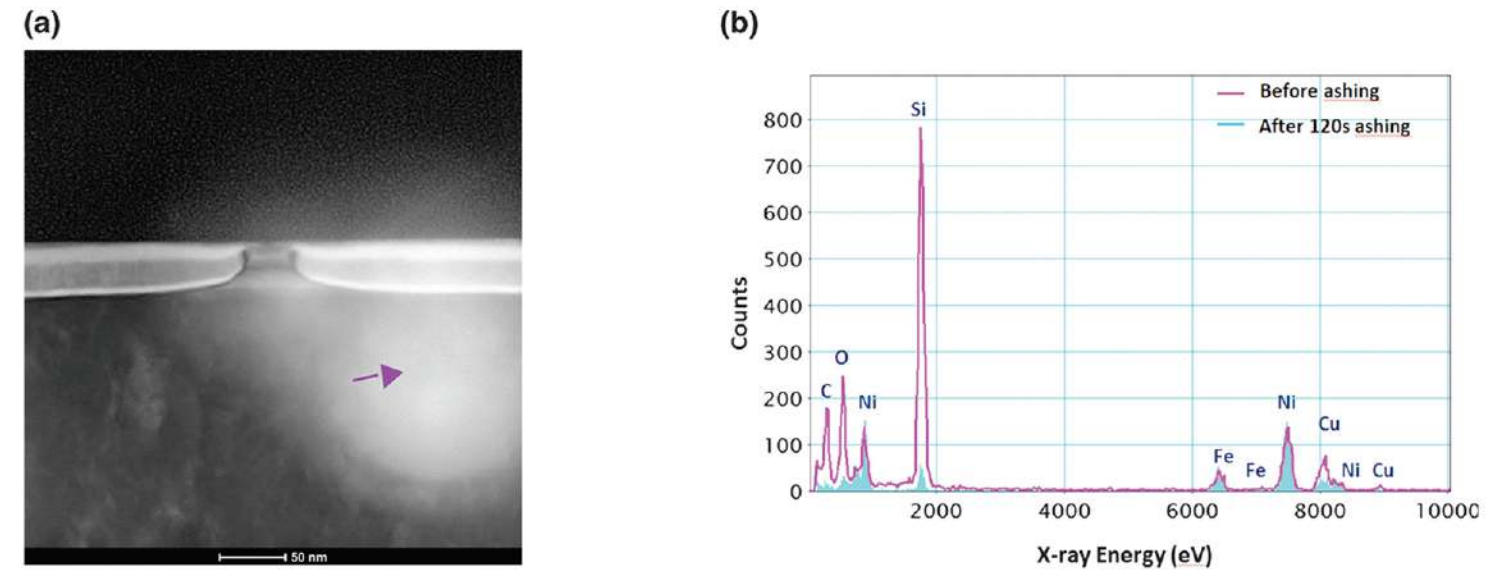 (a)
50 nm
(b)
Before ashing
After 120s ashing
Si
O
C
Ni
Ni
Cu
Fe
Fe
Ni
Cu
800
700
600
500
400
300
200
100
0
2000
4000
6000
8000
10000
Counts
X-ray Energy (eV)